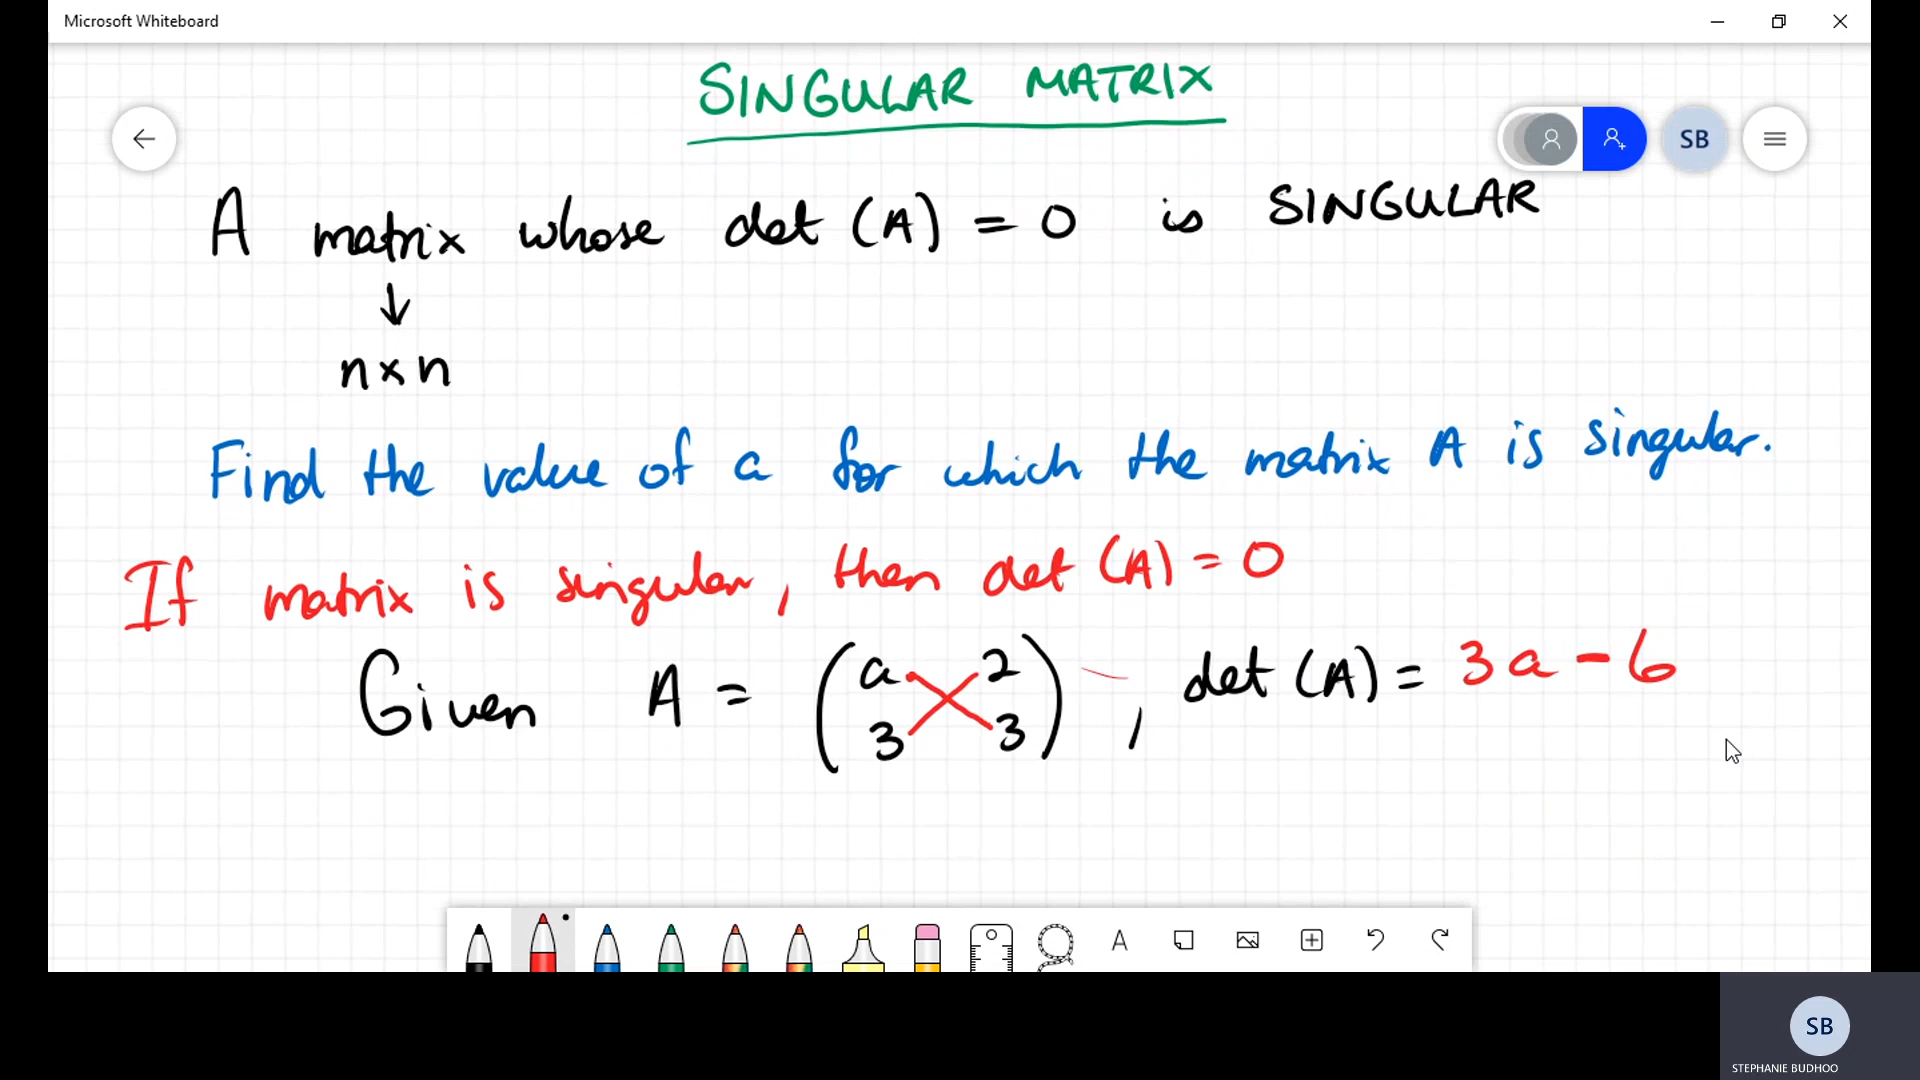 Microsoft Whiteboard
SINGULAR MATRIX
SB
A matrix whose det (A) = 0 is SINGULAR
↓
n×n
Find the value of a for which the matrix A is singular.
If matrix is singular, then det (A) = 0
Given A = (a 2
3 3), det (A) = 3a - 6
A
SB
STEPHANIE BUDHOO